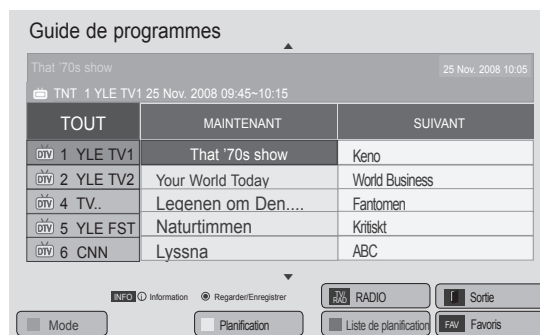 Guide de programmes
That '70s show 25 Nov. 2008 10:05
TNT 1 YLE TV1 25 Nov. 2008 09:45~10:15
TOUT MAINTENANT SUIVANT
DTV 1 YLE TV1 That '70s show Keno
DTV 2 YLE TV2 Your World Today World Business
DTV 4 TV.. Legenen om Den.... Fantomen
DTV 5 YLE FST Naturtimmen Kritiskt
DTV 6 CNN Lyssna ABC
INFO i Information Regarder/Enregistrer TV/RAD RADIO Sortie
Mode Planification Liste de planification FAV Favoris